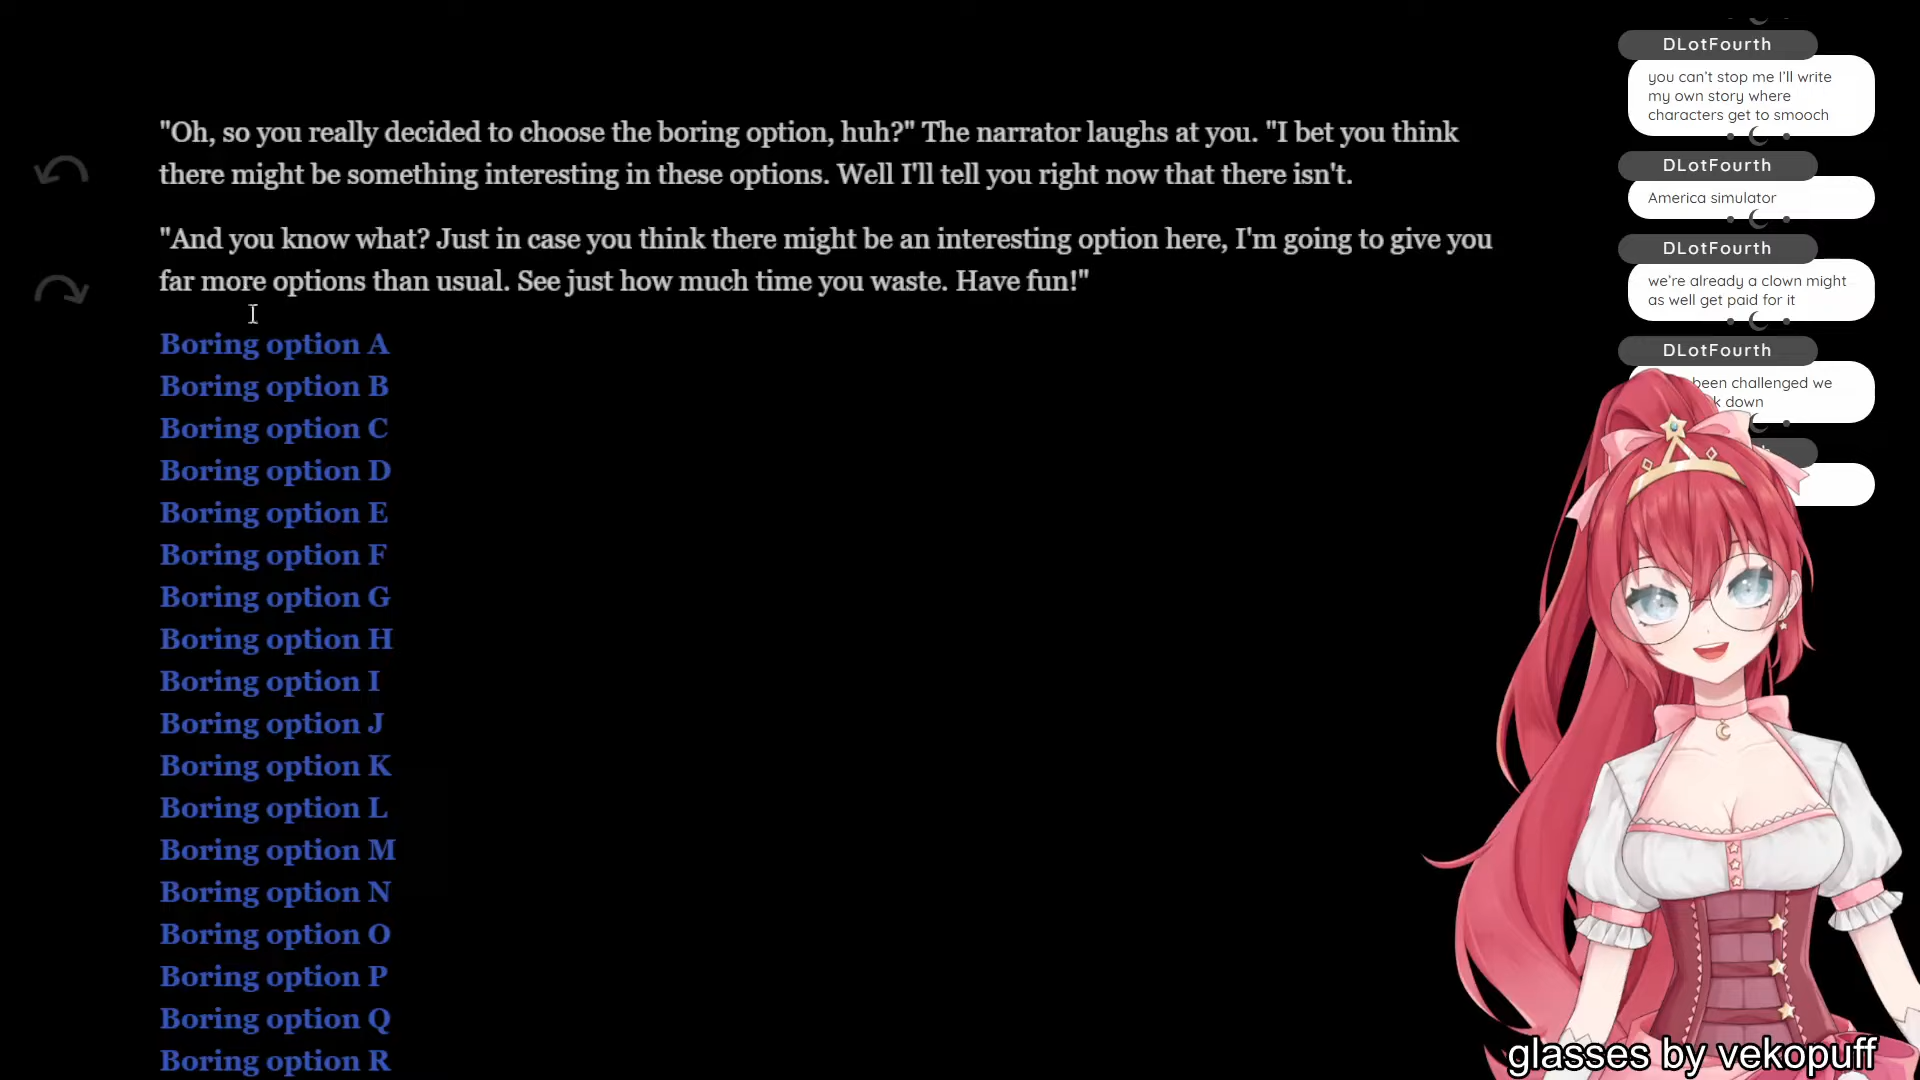 "Oh, so you really decided to choose the boring option, huh?" The narrator laughs at you. "I bet you think
there might be something interesting in these options. Well I'll tell you right now that there isn't.
"And you know what? Just in case you think there might be an interesting option here, I'm going to give you
far more options than usual. See just how much time you waste. Have fun!"
Boring option A
Boring option B
Boring option C
Boring option D
Boring option E
Boring option F
Boring option G
Boring option H
Boring option I
Boring option J
Boring option K
Boring option L
Boring option M
Boring option N
Boring option O
Boring option P
Boring option Q
Boring option R
DLotFourth
you can't stop me I'll write
my own story where
characters get to smooch
DLotFourth
America simulator
DLotFourth
we're already a clown might
as well get paid for it
DLotFourth
been challenged we
down
glasses by vekopuff